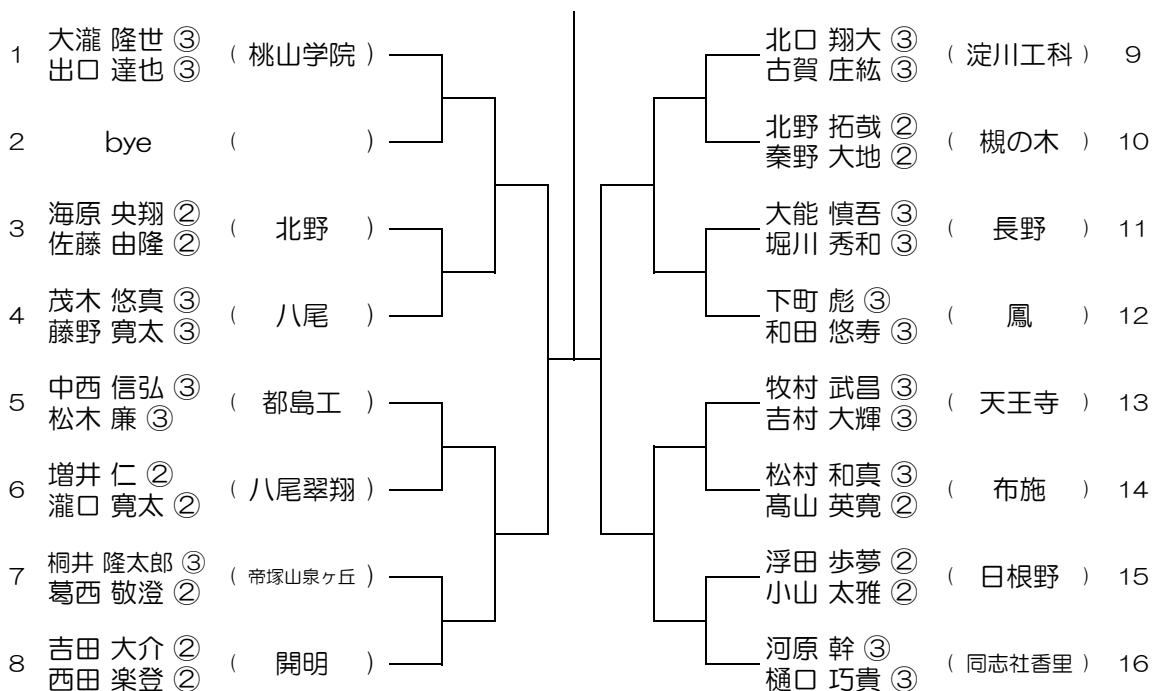 1 大瀧 隆世 ③ ( 桃山学院 )
出口 達也 ③
2 bye ( )
3 海原 央翔 ② ( 北野 )
佐藤 由隆 ②
4 茂木 悠真 ③ ( 八尾 )
藤野 寛太 ③
5 中西 信弘 ③ ( 都島工 )
松木 廉 ③
6 増井 仁 ② ( 八尾翠翔 )
瀧口 寛太 ②
7 桐井 隆太郎 ③ ( 帝塚山泉ヶ丘 )
葛西 敬澄 ②
8 吉田 大介 ② ( 開明 )
西田 楽登 ②
北口 翔大 ③ ( 淀川工科 ) 9
古賀 庄紘 ③
北野 拓哉 ② ( 槻の木 ) 10
秦野 大地 ②
大能 慎吾 ③ ( 長野 ) 11
堀川 秀和 ③
下町 彪 ③ ( 鳳 ) 12
和田 悠寿 ③
牧村 武昌 ③ ( 天王寺 ) 13
吉村 大輝 ③
松村 和真 ③ ( 布施 ) 14
髙山 英寛 ②
浮田 歩夢 ② ( 日根野 ) 15
小山 太雅 ②
河原 幹 ③ ( 同志社香里 ) 16
樋口 巧貴 ③